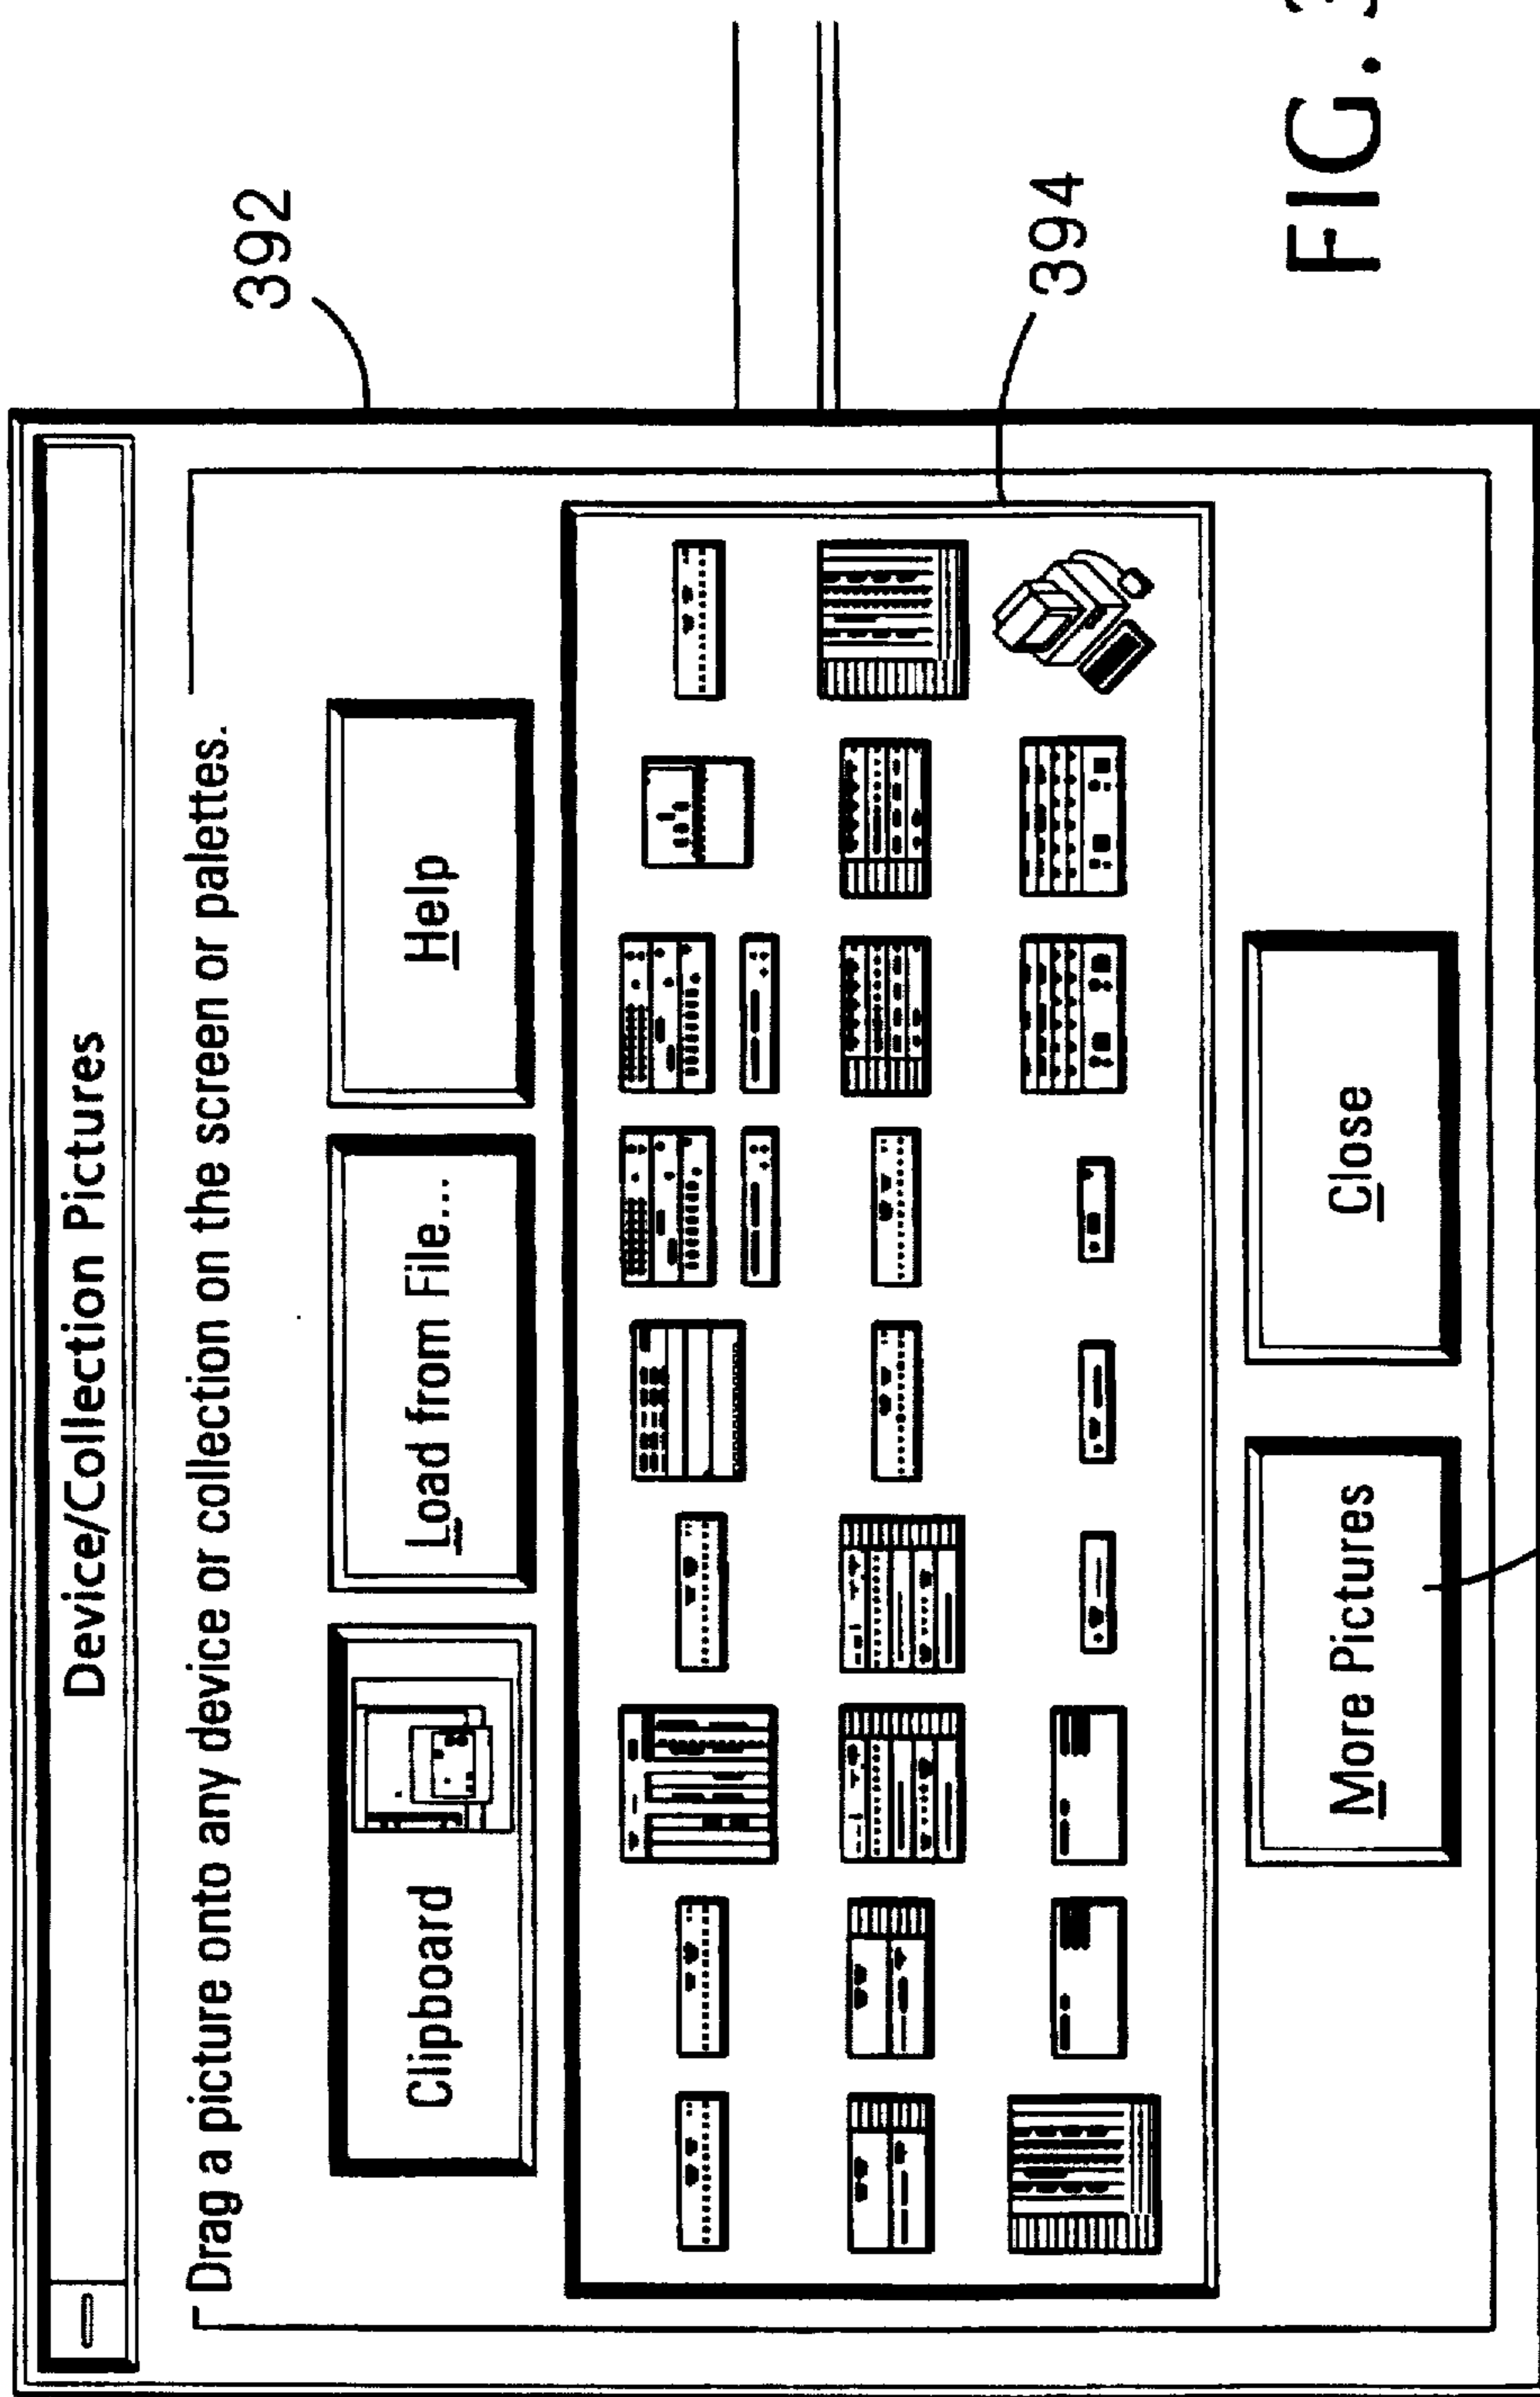 Device/Collection Pictures
Drag a picture onto any device or collection on the screen or palettes.
Clipboard
Load from File...
Help
More Pictures
Close
392
394
FIG.